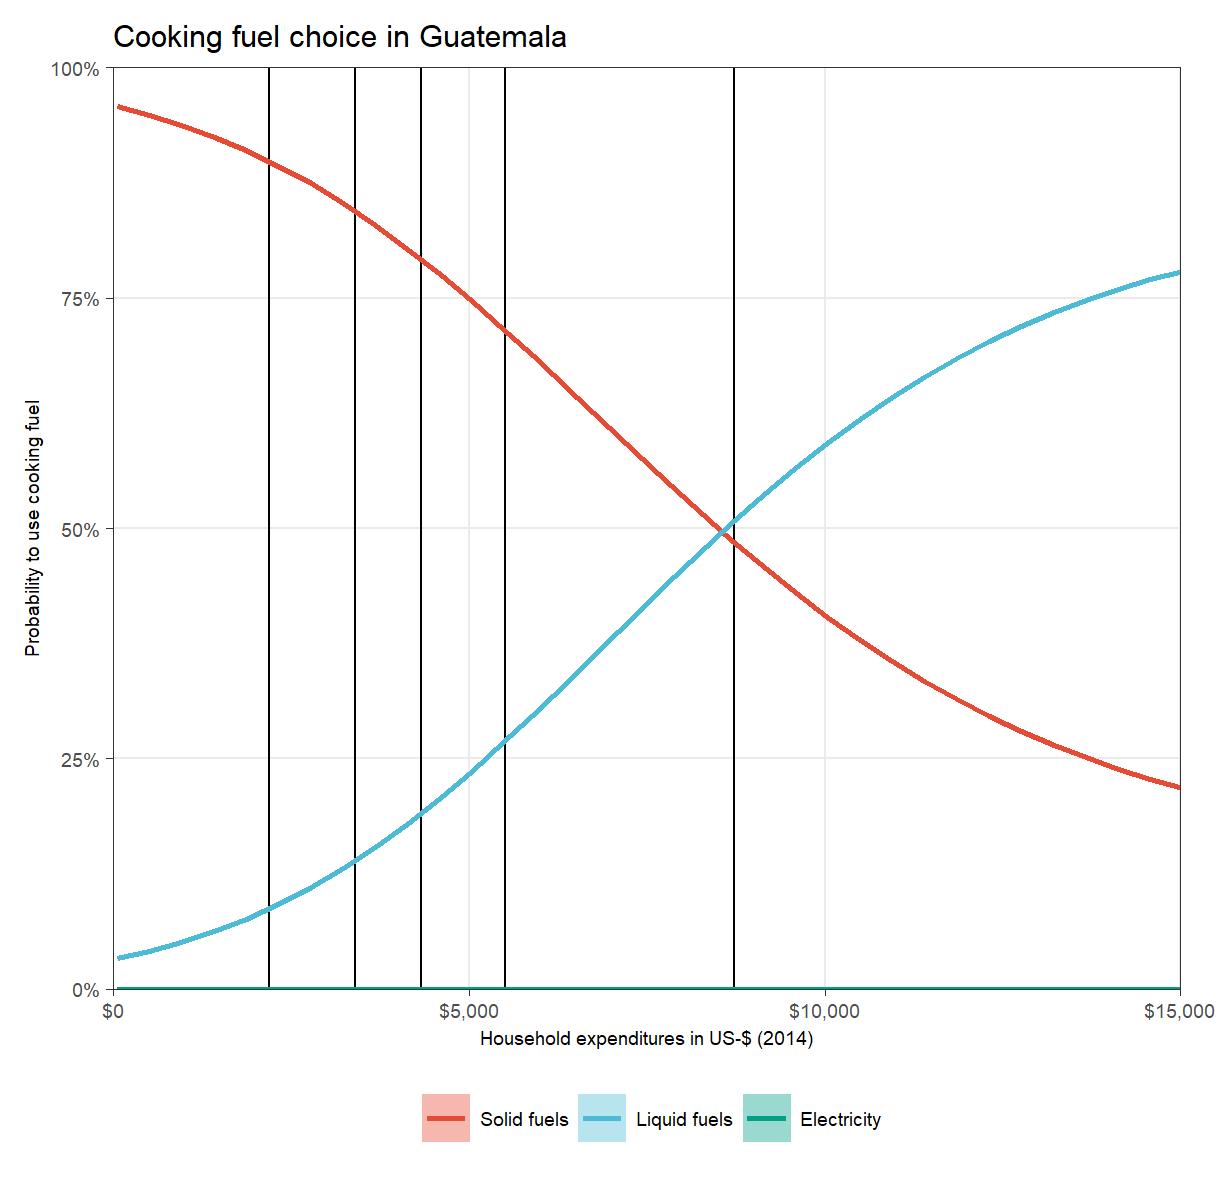 Cooking fuel choice in Guatemala
100%
75%
50%
25%
0%
Probability to use cooking fuel
$0 $5,000 $10,000 $15,000
Household expenditures in US-$ (2014)
Solid fuels Liquid fuels Electricity